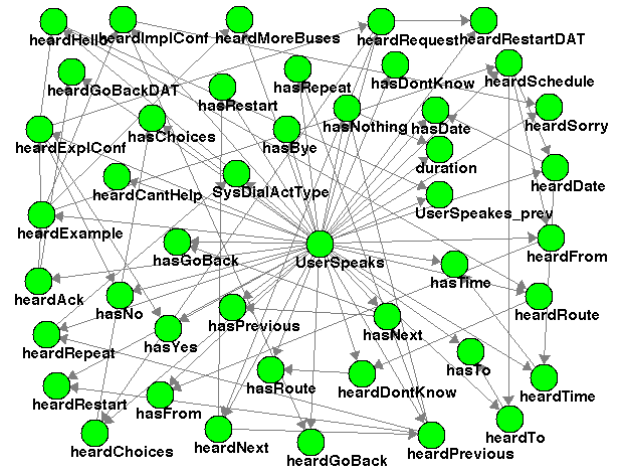 heardHello
heardImplConf
heardMoreBuses
heardRequest
heardRestartDAT
heardGoBackDAT
hasRestart
hasRepeat
hasDontKnow
heardSchedule
heardExplConf
hasChoices
hasBye
hasNothing
hasDate
heardSorry
duration
heardCantHelp
SysDialActType
UserSpeakes_prev
heardDate
heardExample
hasGoBack
UserSpeaks
heardFrom
hasTime
heardAck
hasNo
hasPrevious
hasNext
heardRoute
heardRepeat
hasYes
hasTo
heardRestart
hasFrom
hasRoute
heardDontKnow
heardTime
heardChoices
heardNext
heardGoBack
heardPrevious
heardTo